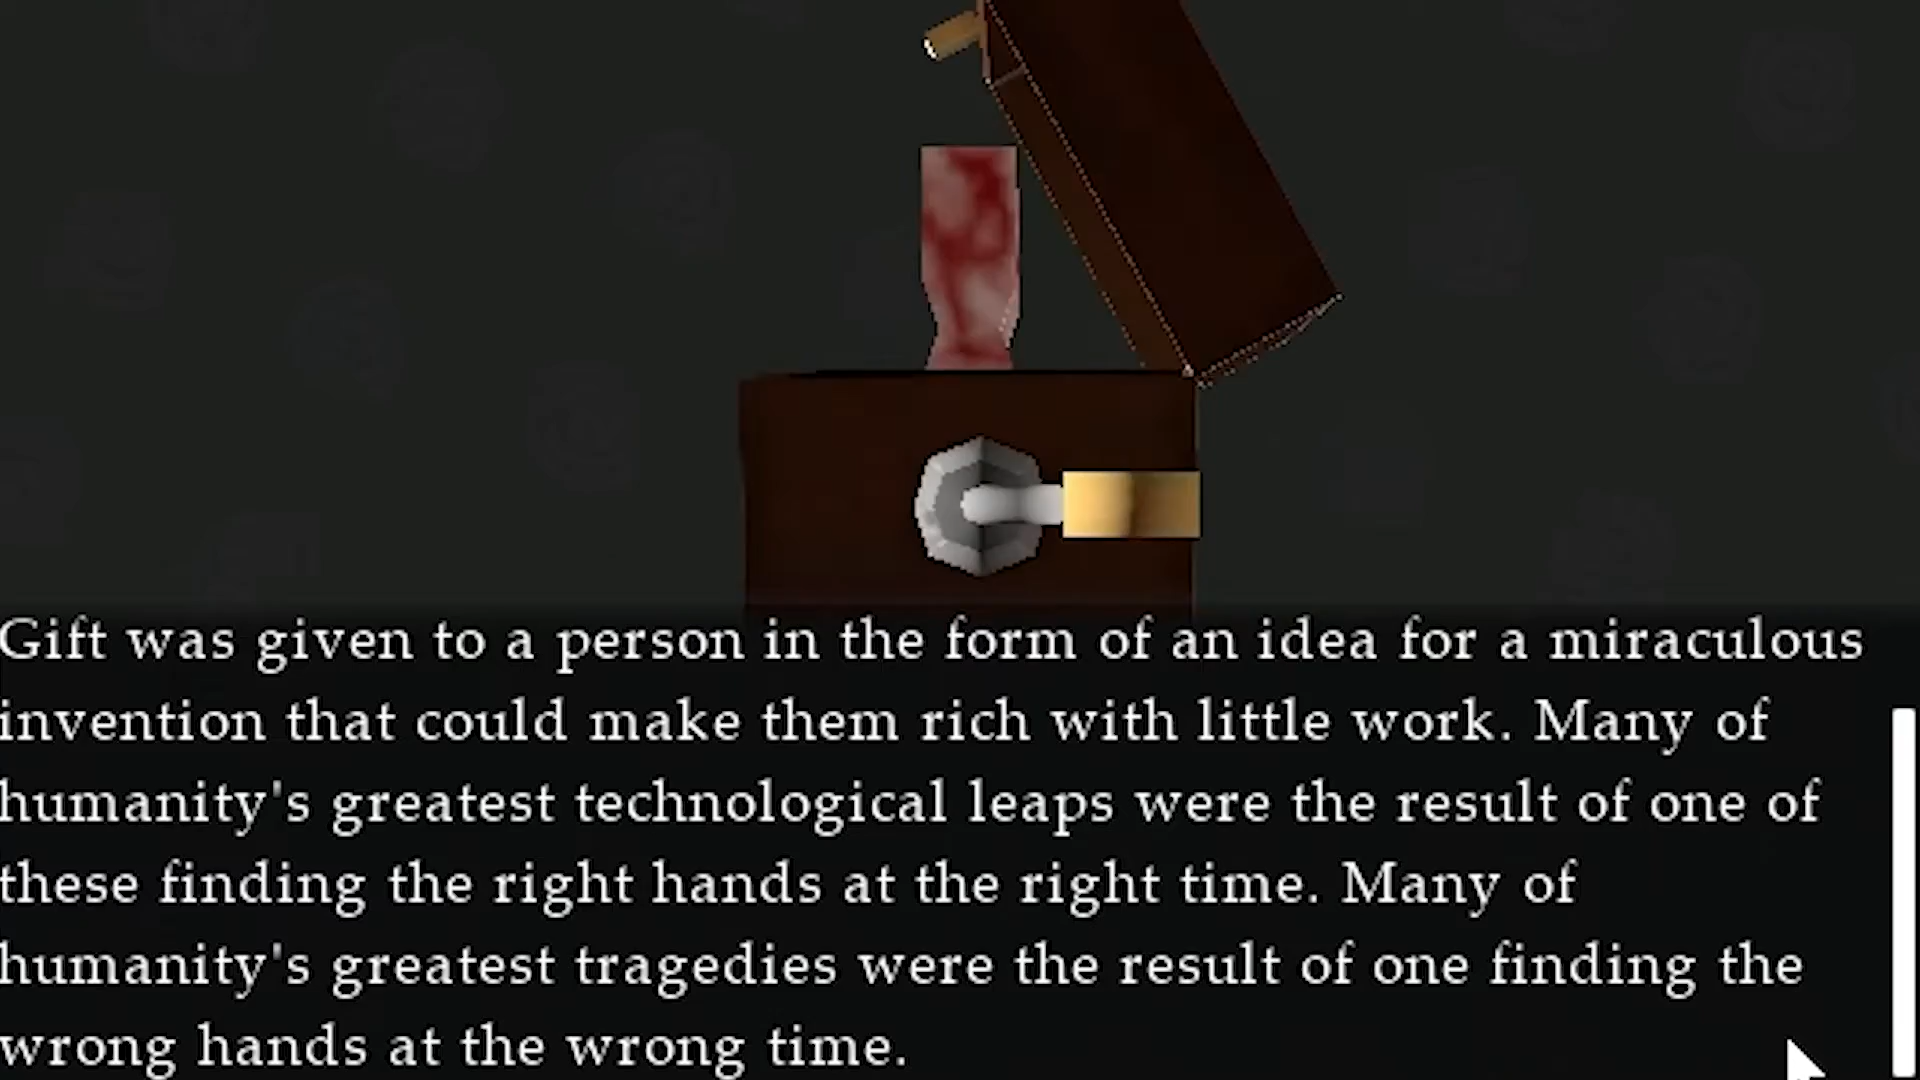 Gift was given to a person in the form of an idea for a miraculous
invention that could make them rich with little work. Many of
humanity's greatest technological leaps were the result of one of
these finding the right hands at the right time. Many of
humanity's greatest tragedies were the result of one finding the
wrong hands at the wrong time.